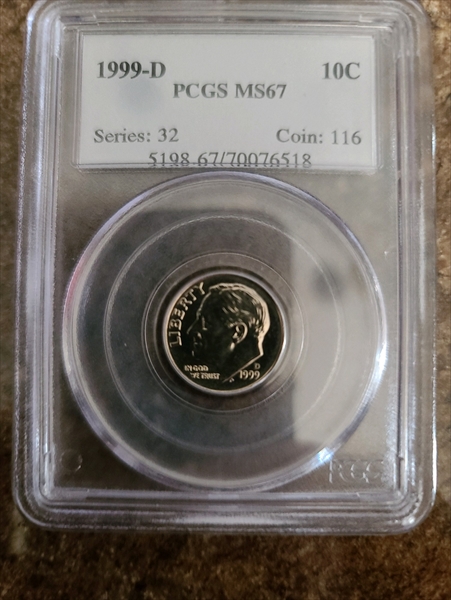 1999-D 10C
PCGS MS67
Series: 32 Coin: 116
5198.67/70076518
LIBERTY
IN GOD
WE TRUST
D
1999
PCGS